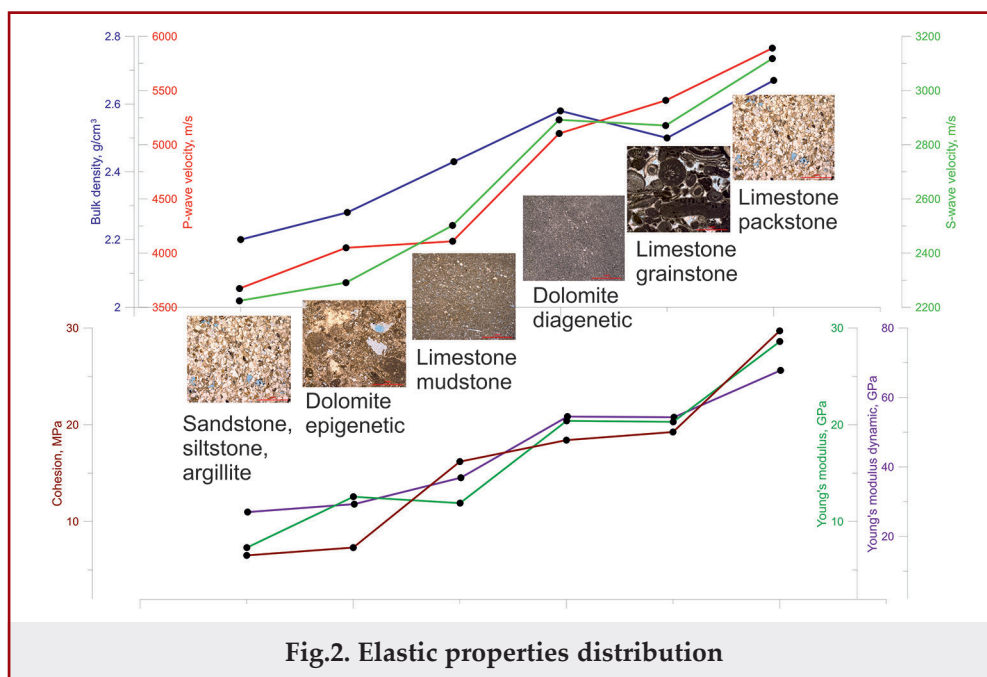 2.8
2.6
2.4
2.2
2
Bulk density, g/cm³
6000
5500
5000
4500
4000
3500
P-wave velocity, m/s
3200
3000
2800
2600
2400
2200
S-wave velocity, m/s
Limestone
packstone
Limestone
grainstone
Dolomite
diagenetic
Limestone
mudstone
Dolomite
epigenetic
Sandstone,
siltstone,
argillite
30
20
10
Cohesion, MPa
30
20
10
Young's modulus, GPa
80
60
40
20
Young's modulus dynamic, GPa
Fig.2. Elastic properties distribution